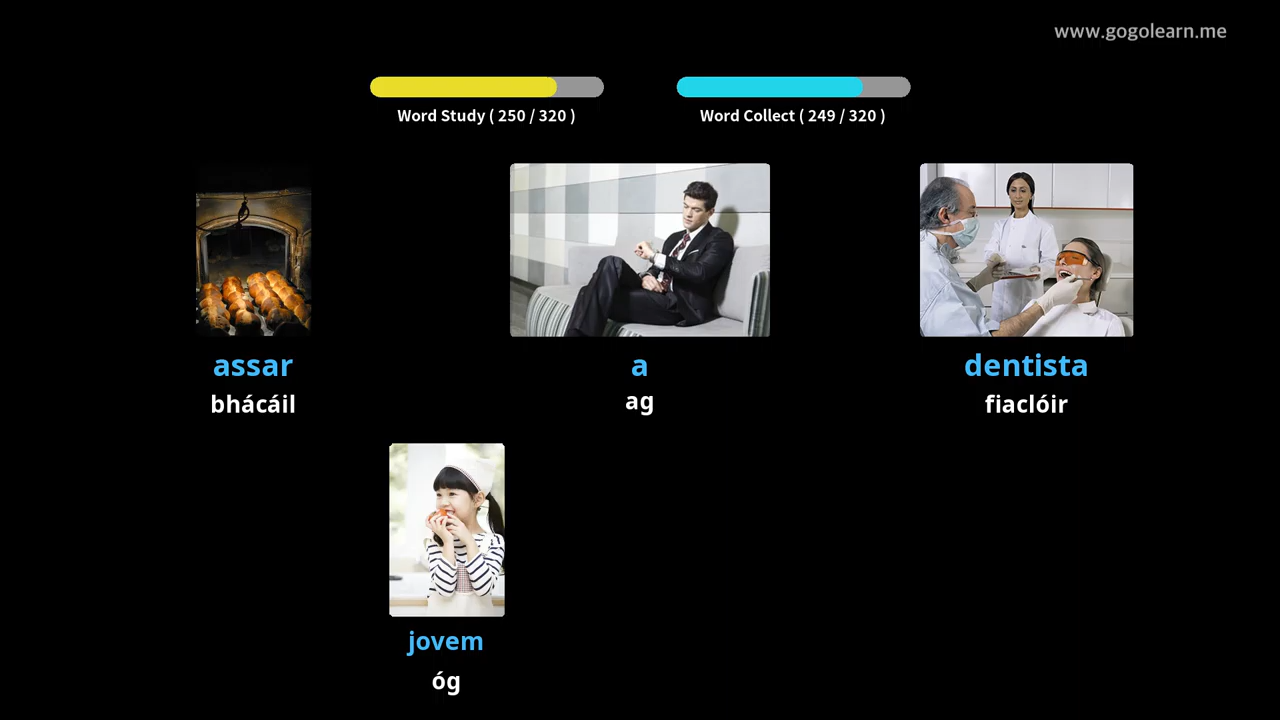 www.gogolearn.me
Word Study ( 250 / 320 )
Word Collect ( 249 / 320 )
assar
bhácáil
a
ag
dentista
fiaclóir
jovem
óg